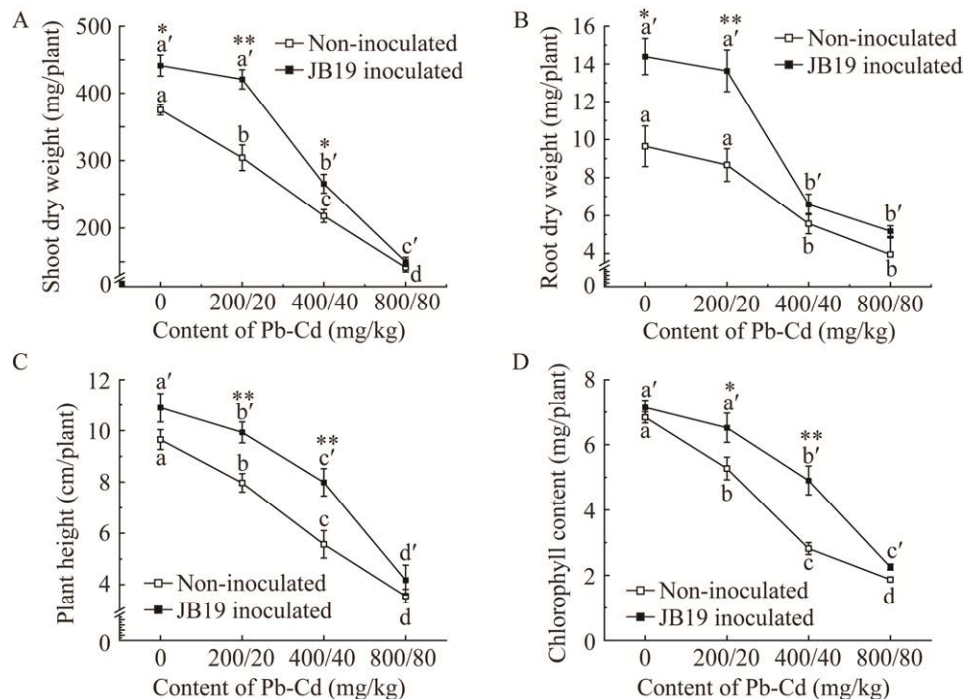 A
Shoot dry weight (mg/plant)
500
400
300
200
0
* ** *
a′ a′ b′ c′
a b c d
Non-inoculated
JB19 inoculated
0 200/20 400/40 800/80
Content of Pb-Cd (mg/kg)
B
Root dry weight (mg/plant)
16
14
12
10
8
6
4
0
* **
a′ a′ b′ b′
a a b b
Non-inoculated
JB19 inoculated
0 200/20 400/40 800/80
Content of Pb-Cd (mg/kg)
C
Plant height (cm/plant)
12
10
8
6
4
0
** **
a′ b′ c′ d′
a b c d
Non-inoculated
JB19 inoculated
0 200/20 400/40 800/80
Content of Pb-Cd (mg/kg)
D
Chlorophyll content (mg/plant)
8
6
4
2
0
* **
a′ a′ b′ c′
a b c d
Non-inoculated
JB19 inoculated
0 200/20 400/40 800/80
Content of Pb-Cd (mg/kg)